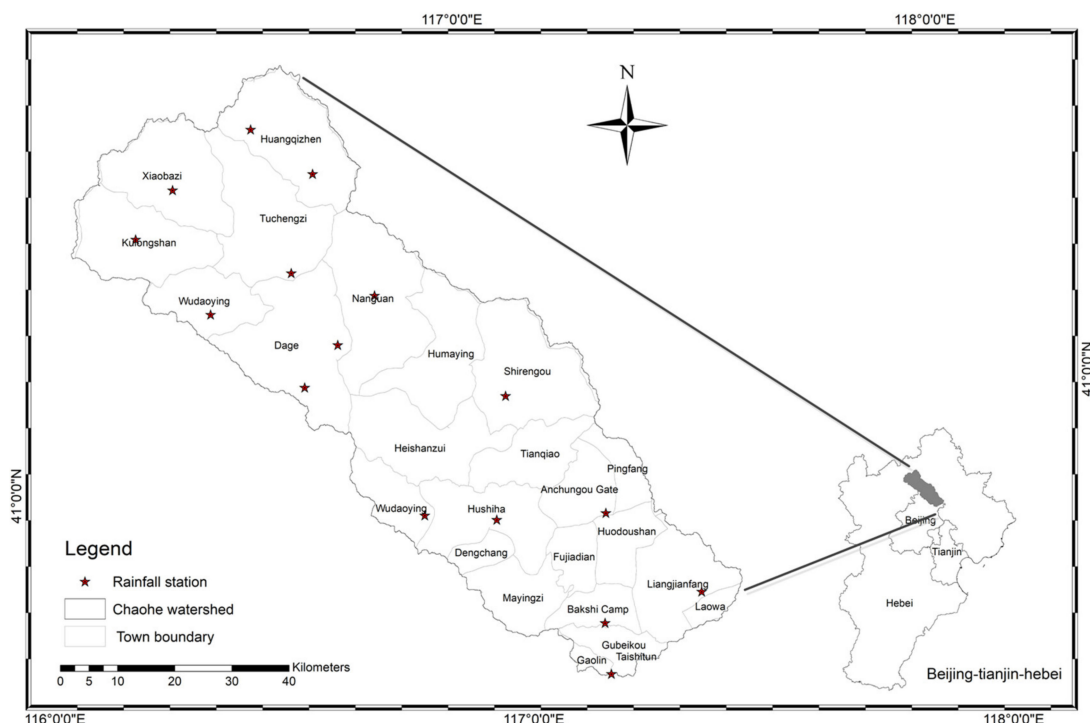 117°0'0"E
118°0'0"E
N
Huangqizhen
Xiaobazi
Tuchengzi
Kulongshan
Wudaoying
Nanguan
Dage
Humaying
Shirengou
41°0'0"N
Heishanzui
Tianqiao
Pingfang
41°0'0"N
Anchungou Gate
Wudaoying
Hushiha
Huodoushan
Beijing
Dengchang
Fujiadian
Tianjin
Liangjianfang
Mayingzi
Laowa
Hebei
Bakshi Camp
Gubeikou
Taishitun
Gaolin
Legend
Rainfall station
Chaohe watershed
Town boundary
Kilometers
0 5 10 20 30 40
Beijing-tianjin-hebei
116°0'0"E
117°0'0"E
118°0'0"E